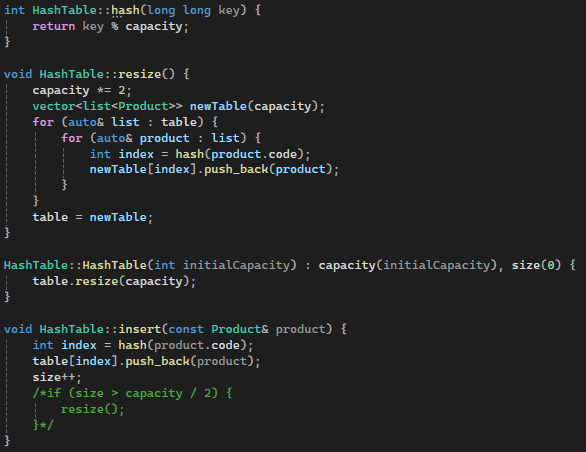 int HashTable::hash(long long key) {
    return key % capacity;
}

void HashTable::resize() {
    capacity *= 2;
    vector<list<Product>> newTable(capacity);
    for (auto& list : table) {
        for (auto& product : list) {
            int index = hash(product.code);
            newTable[index].push_back(product);
        }
    }
    table = newTable;
}

HashTable::HashTable(int initialCapacity) : capacity(initialCapacity), size(0) {
    table.resize(capacity);
}

void HashTable::insert(const Product& product) {
    int index = hash(product.code);
    table[index].push_back(product);
    size++;
    /*if (size > capacity / 2) {
        resize();
    }*/
}